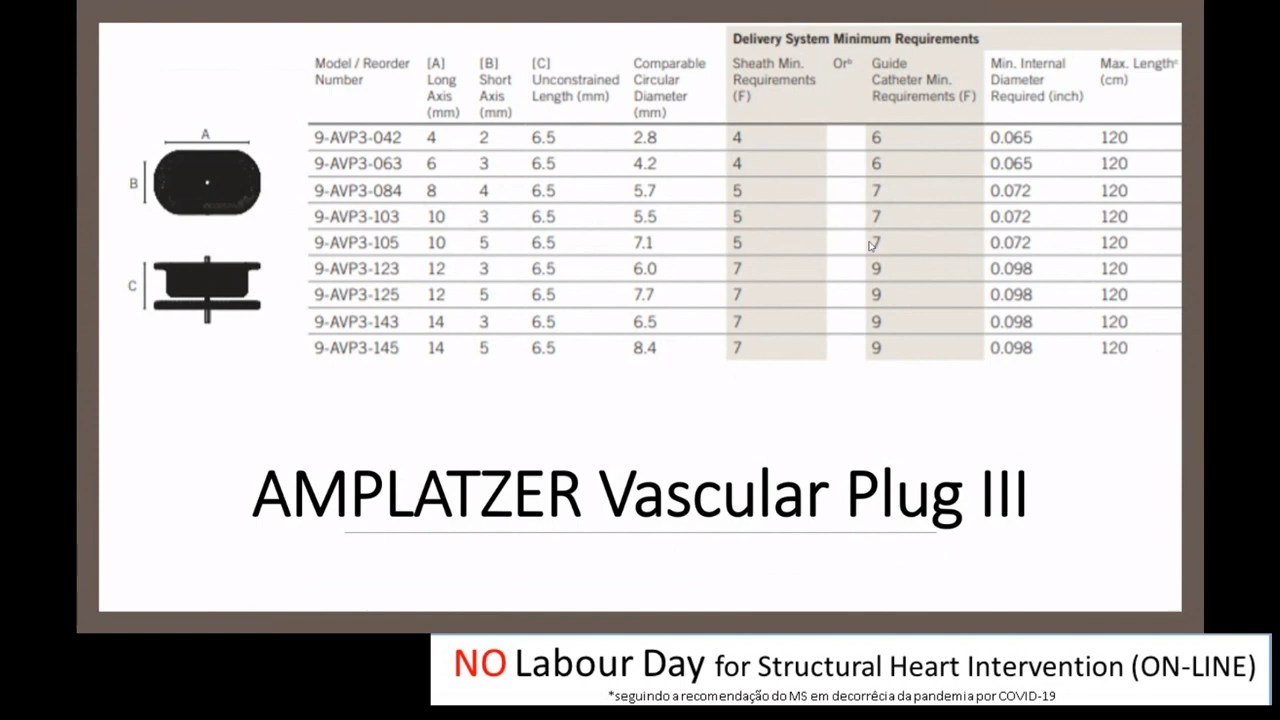 Delivery System Minimum Requirements
Model / Reorder Number [A] Long Axis (mm) [B] Short Axis (mm) [C] Unconstrained Length (mm) Comparable Circular Diameter (mm) Sheath Min. Requirements (F) Orᵇ Guide Catheter Min. Requirements (F) Min. Internal Diameter Required (inch) Max. Lengthᶜ (cm)
9-AVP3-042 4 2 6.5 2.8 4 6 0.065 120
9-AVP3-063 6 3 6.5 4.2 4 6 0.065 120
9-AVP3-084 8 4 6.5 5.7 5 7 0.072 120
9-AVP3-103 10 3 6.5 5.5 5 7 0.072 120
9-AVP3-105 10 5 6.5 7.1 5 7 0.072 120
9-AVP3-123 12 3 6.5 6.0 7 9 0.098 120
9-AVP3-125 12 5 6.5 7.7 7 9 0.098 120
9-AVP3-143 14 3 6.5 6.5 7 9 0.098 120
9-AVP3-145 14 5 6.5 8.4 7 9 0.098 120
A
B
C
AMPLATZER Vascular Plug III
NO Labour Day for Structural Heart Intervention (ON-LINE)
*seguindo a recomendação do MS em decorrêcia da pandemia por COVID-19